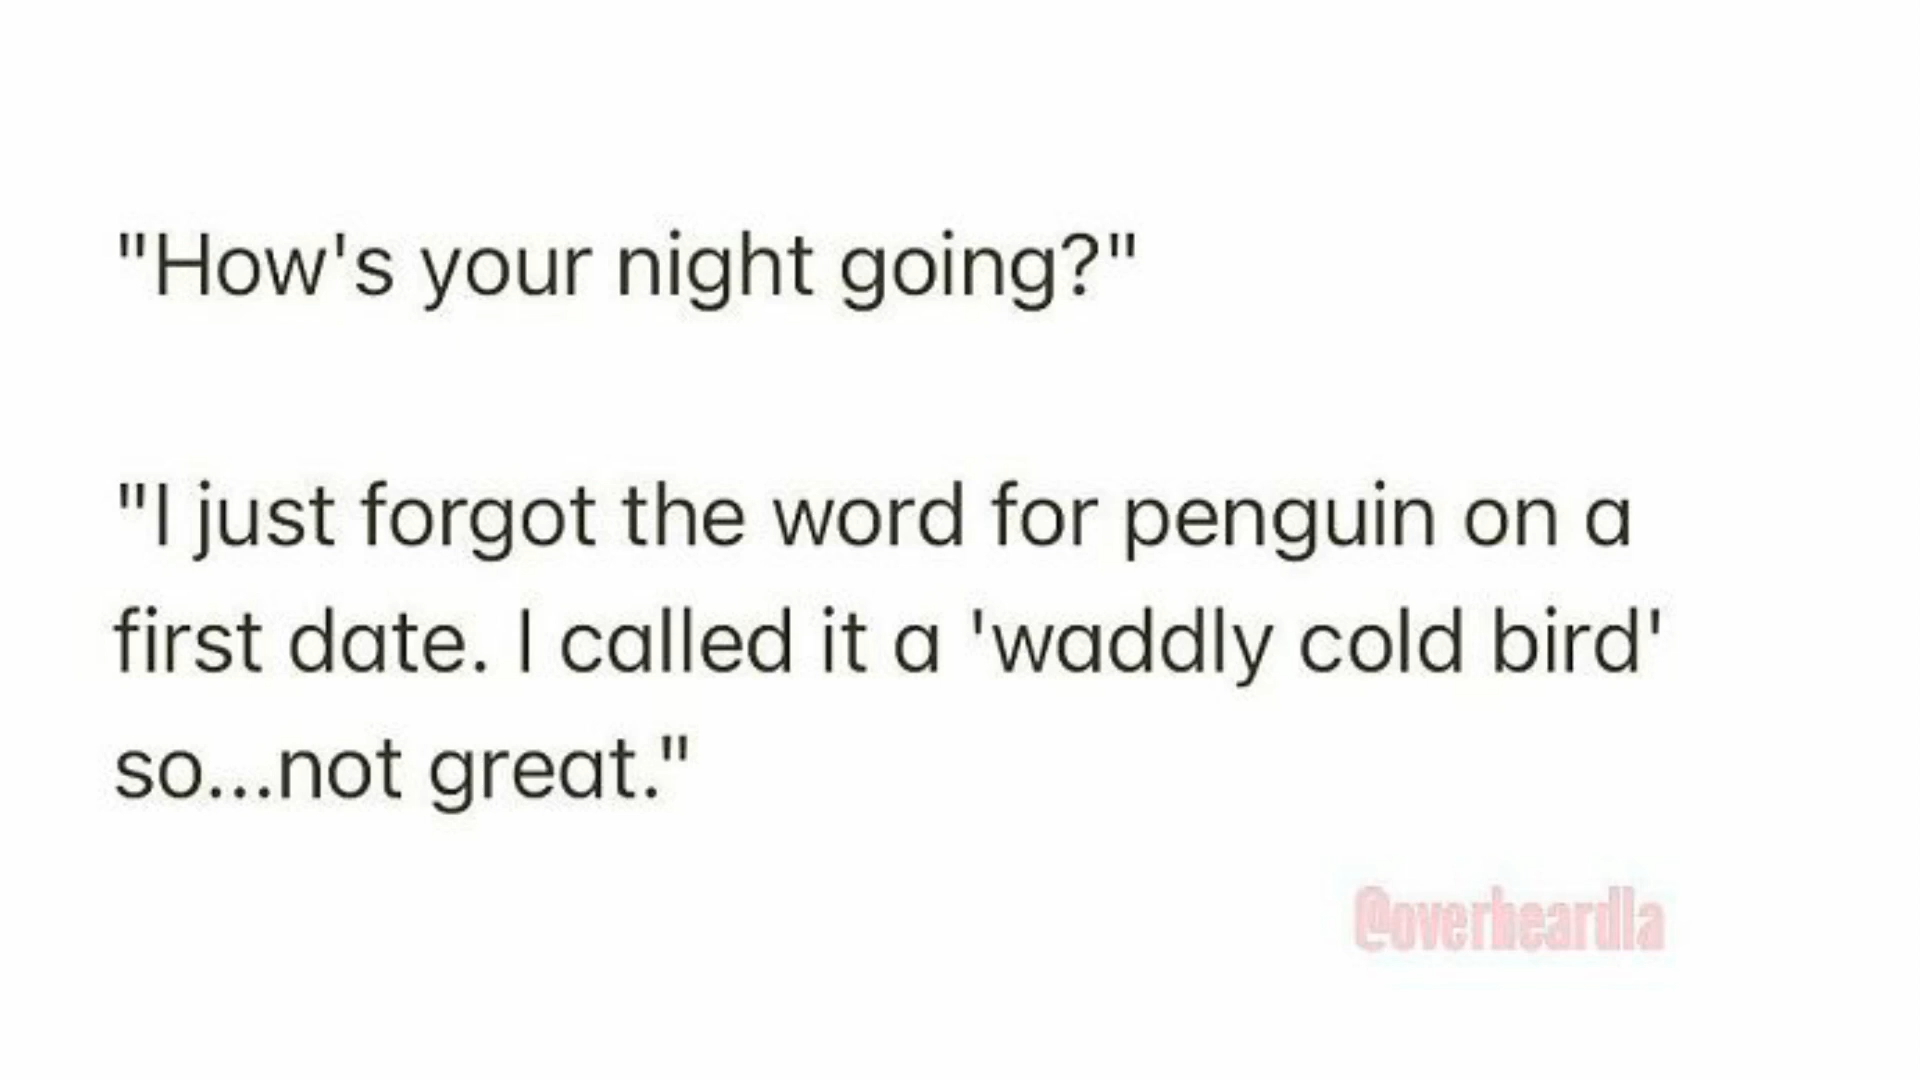 "How's your night going?"
"I just forgot the word for penguin on a
first date. I called it a 'waddly cold bird'
so...not great."
@overheardla